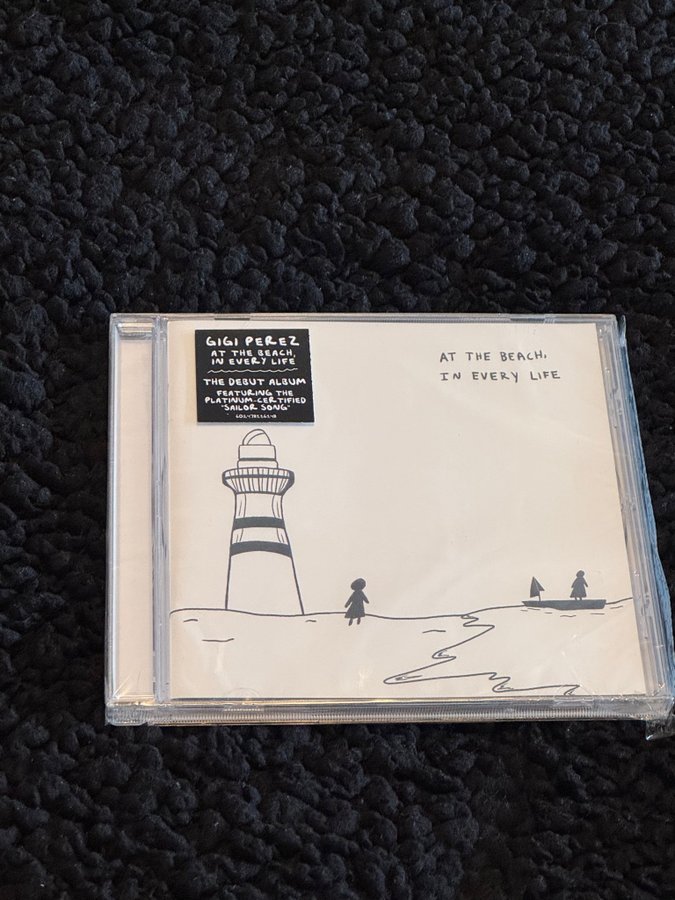 GIGI PEREZ
AT THE BEACH,
IN EVERY LIFE
THE DEBUT ALBUM
FEATURING THE
PLATINUM-CERTIFIED
"SAILOR SONG"
AT THE BEACH,
IN EVERY LIFE